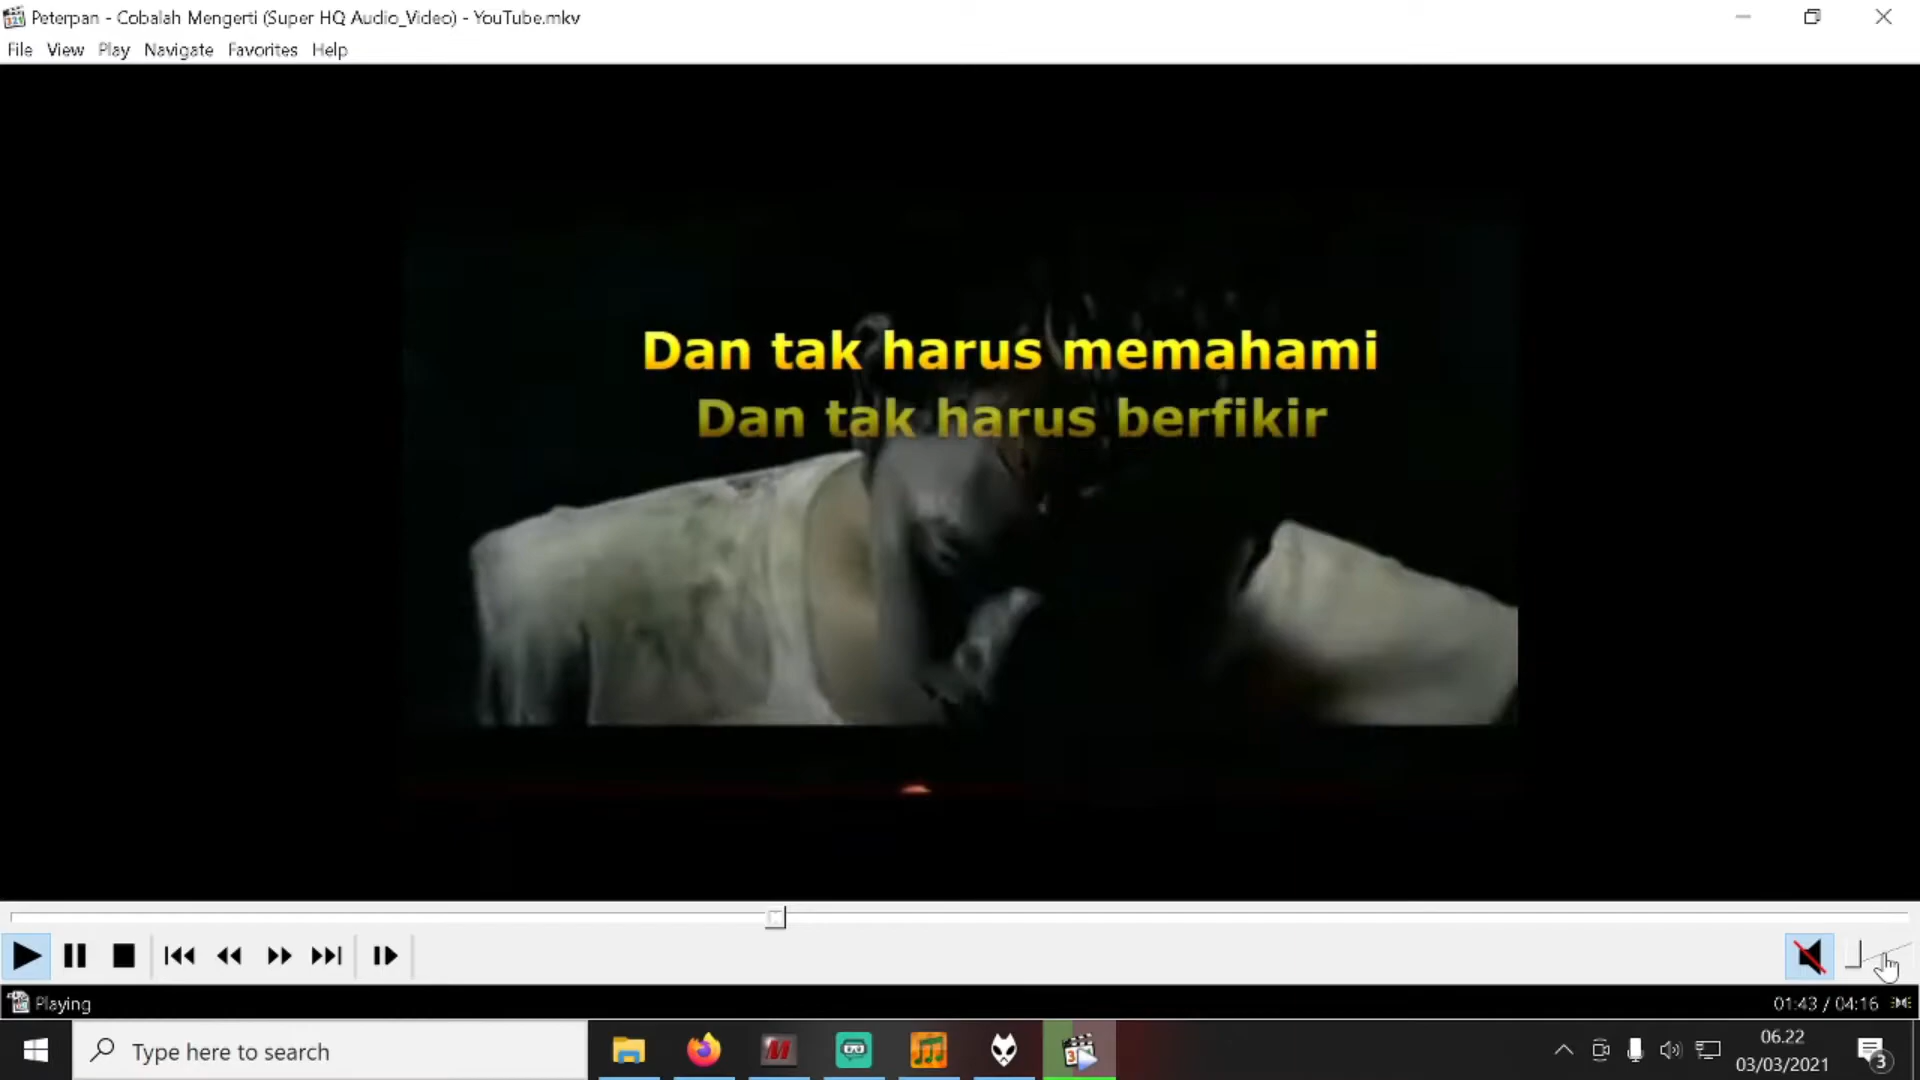 Peterpan - Cobalah Mengerti (Super HQ Audio_Video) - YouTube.mkv
File View Play Navigate Favorites Help
Dan tak harus memahami
Dan tak harus berfikir
Playing
01:43 / 04:16
Type here to search
06.22
03/03/2021
3